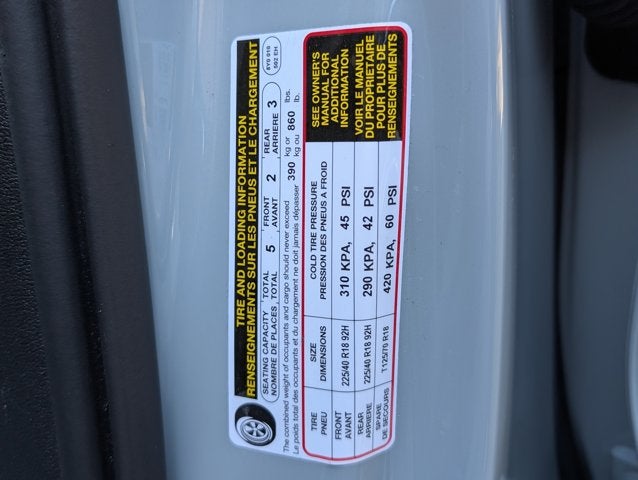 TIRE AND LOADING INFORMATION
RENSEIGNEMENTS SUR LES PNEUS ET LE CHARGEMENT
8Y0 010
502 EH
SEATING CAPACITY TOTAL 5 FRONT 2 REAR 3
NOMBRE DE PLACES, TOTAL AVANT ARRIERE
The combined weight of occupants and cargo should never exceed 390 kg or 860 lbs.
Le poids total des occupants et du chargement ne doit jamais dépasser kg ou lb.
TIRE SIZE COLD TIRE PRESSURE
PNEU DIMENSIONS PRESSION DES PNEUS A FROID
FRONT
AVANT
225/40 R18 92H 310 KPA, 45 PSI
REAR
ARRIERE
225/40 R18 92H 290 KPA, 42 PSI
SPARE
DE SECOURS
T125/70 R18 420 KPA, 60 PSI
SEE OWNER'S
MANUAL FOR
ADDITIONAL
INFORMATION
VOIR LE MANUEL
DU PROPRIETAIRE
POUR PLUS DE
RENSEIGNEMENTS